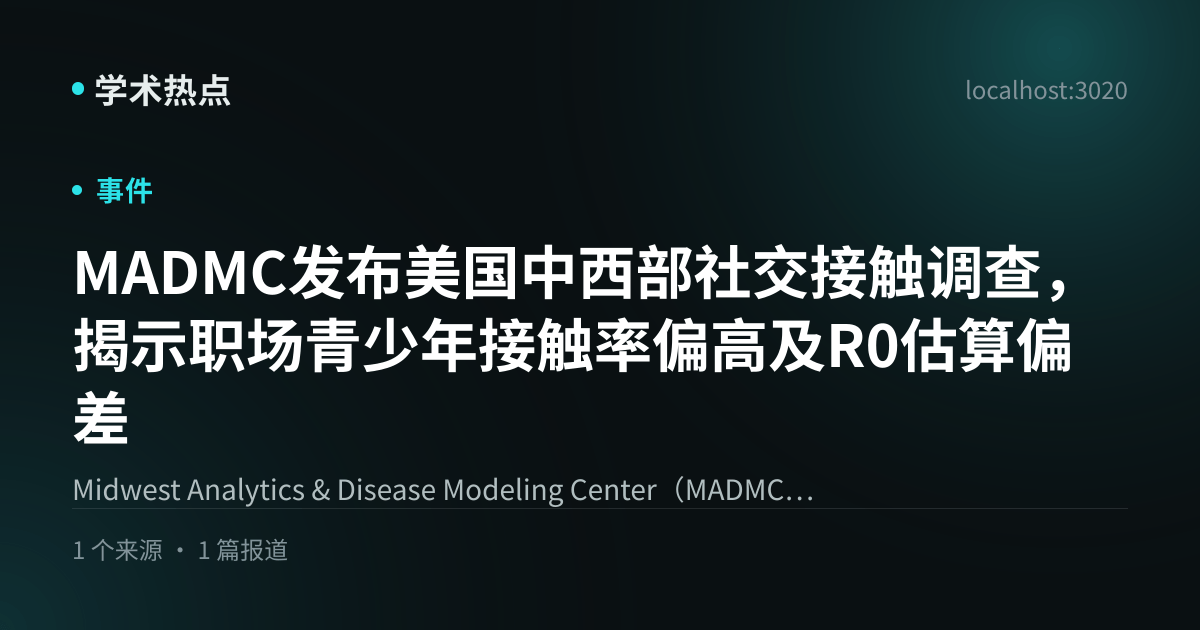 学术热点
localhost:3020
事件
MADMC发布美国中西部社交接触调查，
揭示职场青少年接触率偏高及R0估算偏
差
Midwest Analytics & Disease Modeling Center（MADMC…
1 个来源 · 1 篇报道